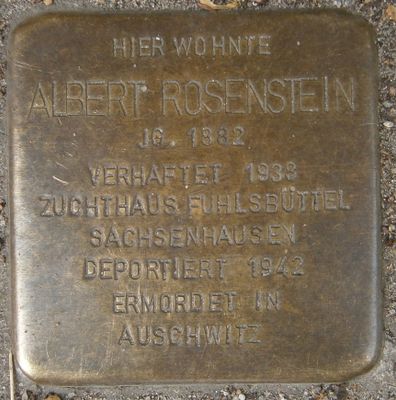 HIER WOHNTE
ALBERT ROSENSTEIN
JG. 1882
VERHAFTET 1938
ZUCHTHAUS FUHLSBÜTTEL
SACHSENHAUSEN
DEPORTIERT 1942
ERMORDET IN
AUSCHWITZ